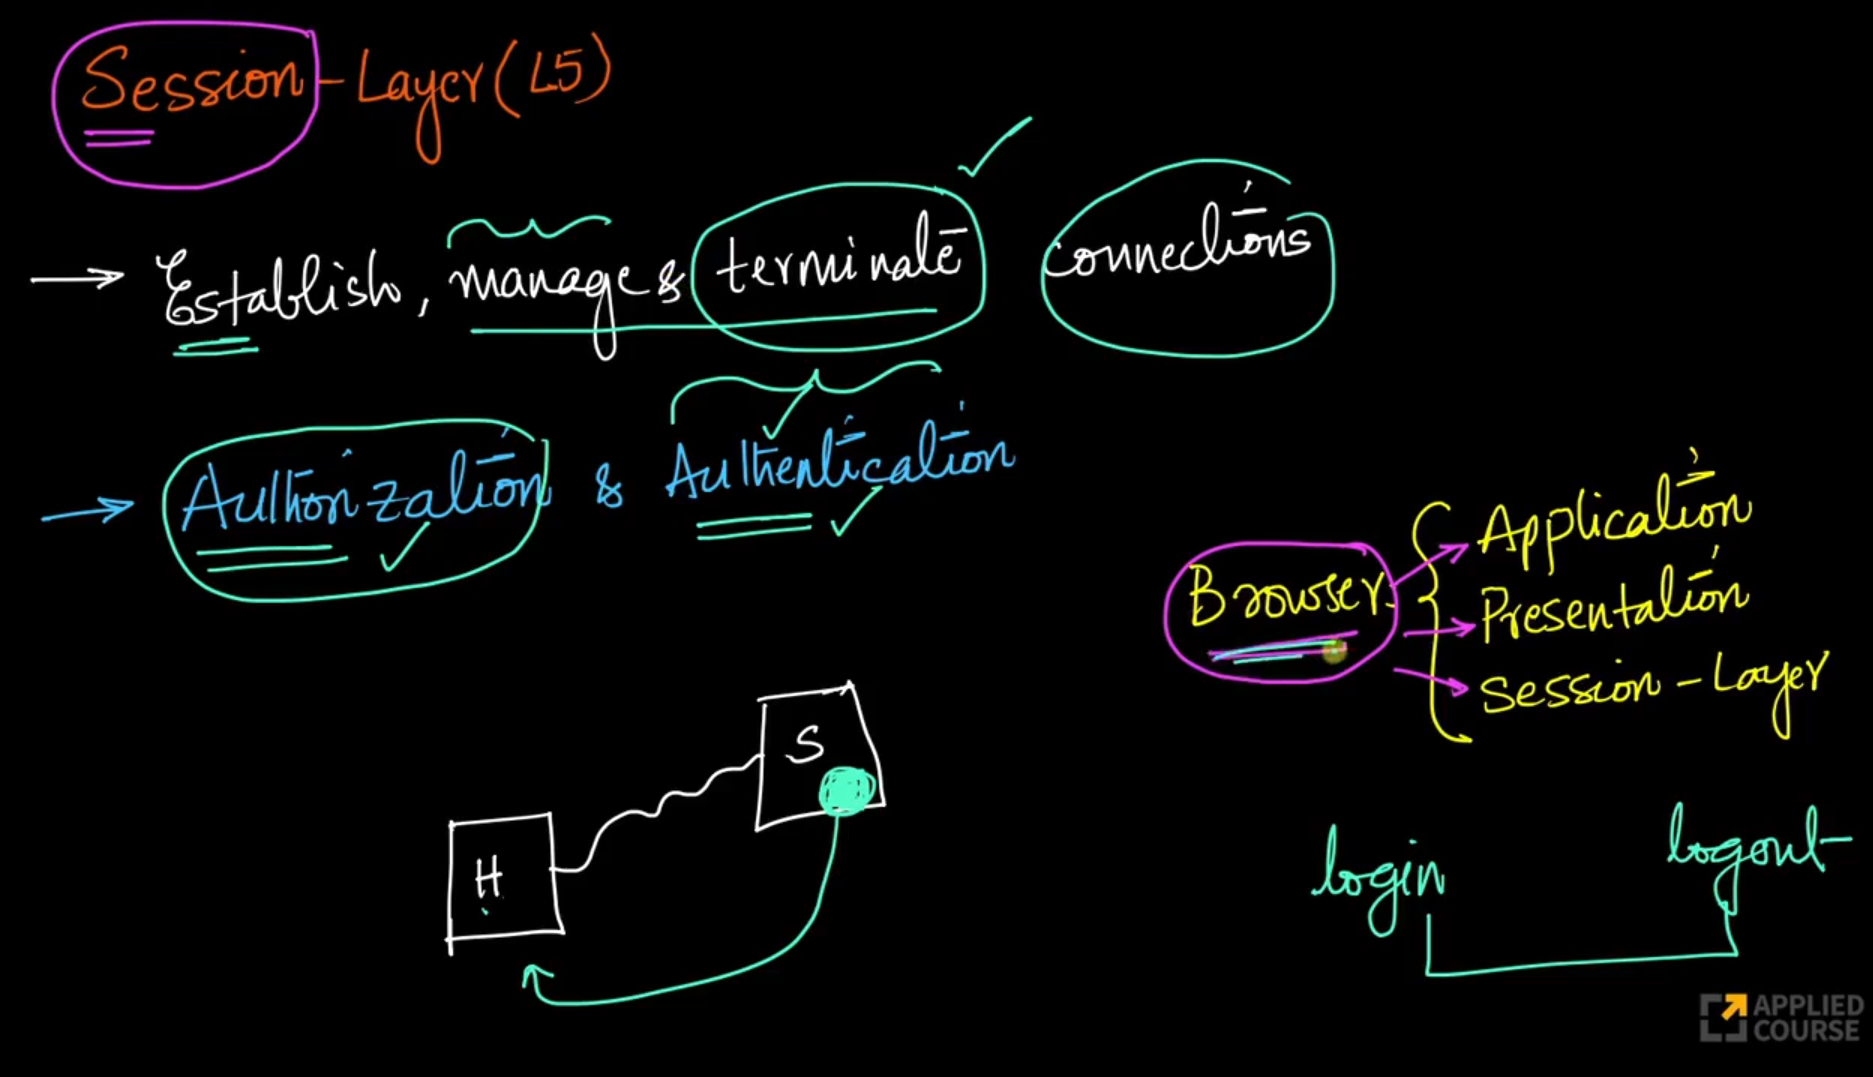 Session-Layer (L5)
→ Establish, manage & terminate connections
→ Authorization & Authentication
Browser
Application
Presentation
Session-Layer
S
H
login
logout
APPLIED
COURSE